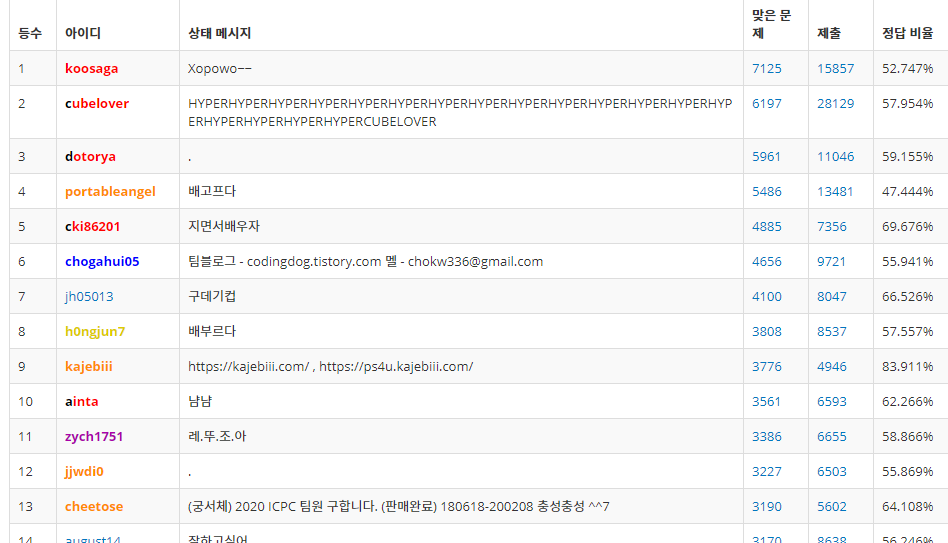 등수 아이디 상태 메시지 맞은 문제 제출 정답 비율
1 koosaga Xopowo~~ 7125 15857 52.747%
2 cubelover HYPERHYPERHYPERHYPERHYPERHYPERHYPERHYPERHYPERHYPERHYPERHYPERHYPERHYPERHYP 6197 28129 57.954%
ERHYPERHYPERHYPERHYPERCUBELOVER
3 dotorya . 5961 11046 59.155%
4 portableangel 배고프다 5486 13481 47.444%
5 cki86201 지면서배우자 4885 7356 69.676%
6 chogahui05 팀블로그 - codingdog.tistory.com 멜 - chokw336@gmail.com 4656 9721 55.941%
7 jh05013 구데기컵 4100 8047 66.526%
8 h0ngjun7 배부르다 3808 8537 57.557%
9 kajebiii https://kajebiii.com/ , https://ps4u.kajebiii.com/ 3776 4946 83.911%
10 ainta 냠냠 3561 6593 62.266%
11 zych1751 레.뚜.조.아 3386 6655 58.866%
12 jjwdi0 . 3227 6503 55.869%
13 cheetose (궁서체) 2020 ICPC 팀원 구합니다. (판매완료) 180618-200208 충성충성 ^^7 3190 5602 64.108%
14 august14 잘하고싶어 3170 8638 56.246%